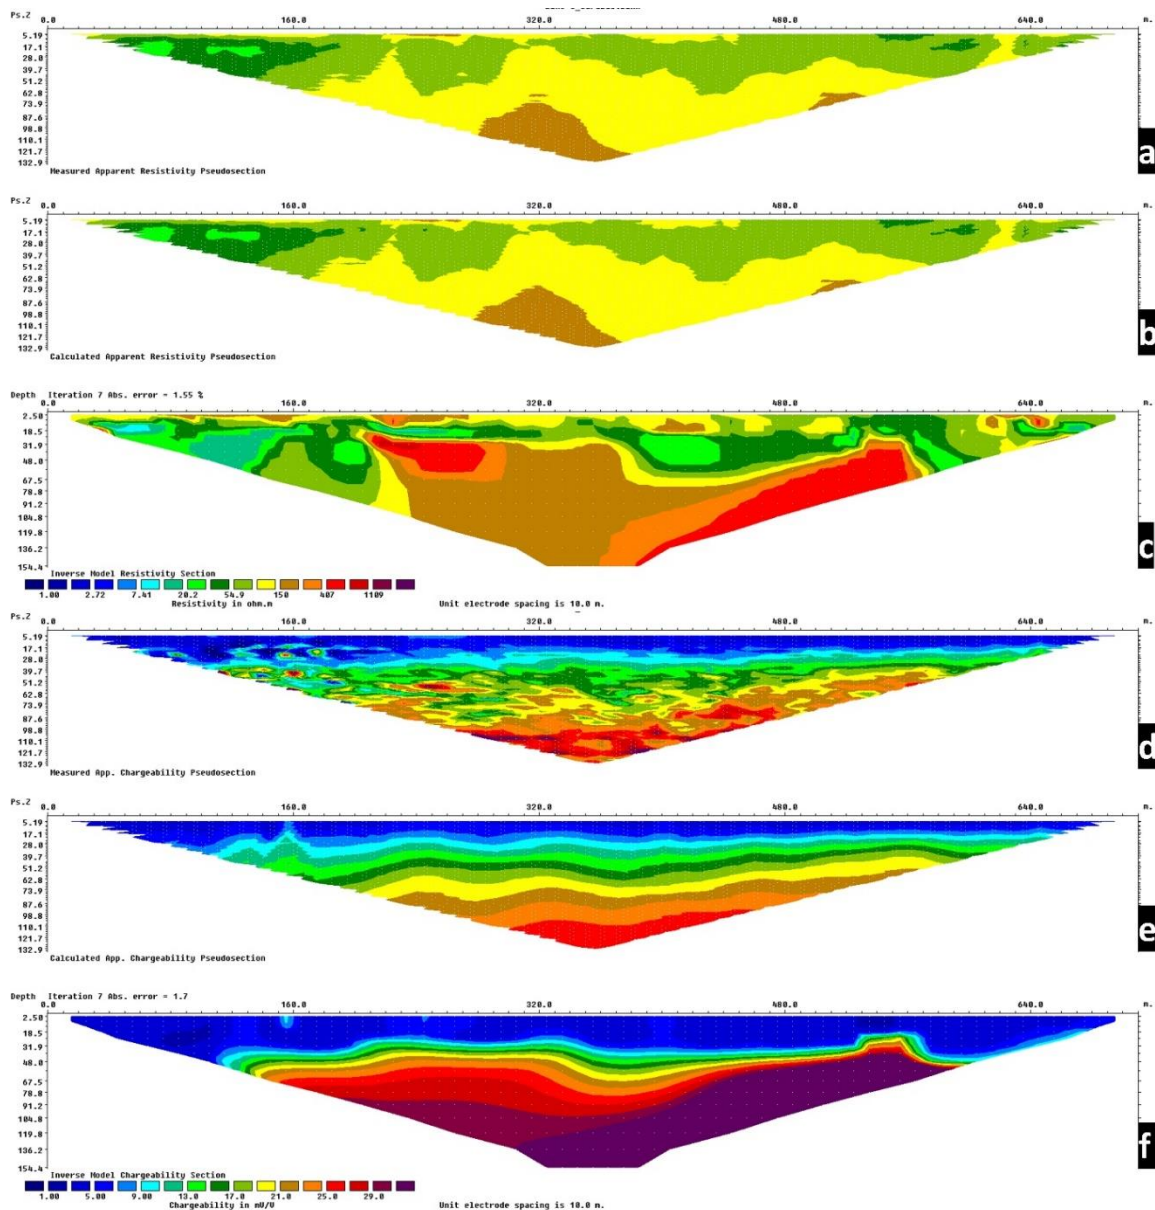 Ps.Z 0.0 160.0 320.0 480.0 640.0 m.
5.19
17.1
28.0
39.7
51.2
62.8
73.9
87.6
98.8
110.1
121.7
132.9
Measured Apparent Resistivity Pseudosection
a
Ps.Z 0.0 160.0 320.0 480.0 640.0 m.
5.19
17.1
28.0
39.7
51.2
62.8
73.9
87.6
98.8
110.1
121.7
132.9
Calculated Apparent Resistivity Pseudosection
b
Depth Iteration 7 Abs. error = 1.55 %
0.0 160.0 320.0 480.0 640.0 m.
2.50
18.5
31.9
48.0
67.5
78.8
91.2
104.8
119.8
136.2
154.4
c
Inverse Model Resistivity Section
1.00 2.72 7.41 20.2 54.9 150 407 1109
Resistivity in ohm.m Unit electrode spacing is 10.0 m.
Ps.Z 0.0 160.0 320.0 480.0 640.0 m.
5.19
17.1
28.0
39.7
51.2
62.8
73.9
87.6
98.8
110.1
121.7
132.9
Measured App. Chargeability Pseudosection
d
Ps.Z 0.0 160.0 320.0 480.0 640.0 m.
5.19
17.1
28.0
39.7
51.2
62.8
73.9
87.6
98.8
110.1
121.7
132.9
Calculated App. Chargeability Pseudosection
e
Depth Iteration 7 Abs. error = 1.7
0.0 160.0 320.0 480.0 640.0 m.
2.50
18.5
31.9
48.0
67.5
78.8
91.2
104.8
119.8
136.2
154.4
f
Inverse Model Chargeability Section
1.00 5.00 9.00 13.0 17.0 21.0 25.0 29.0
Chargeability in mV/V Unit electrode spacing is 10.0 m.